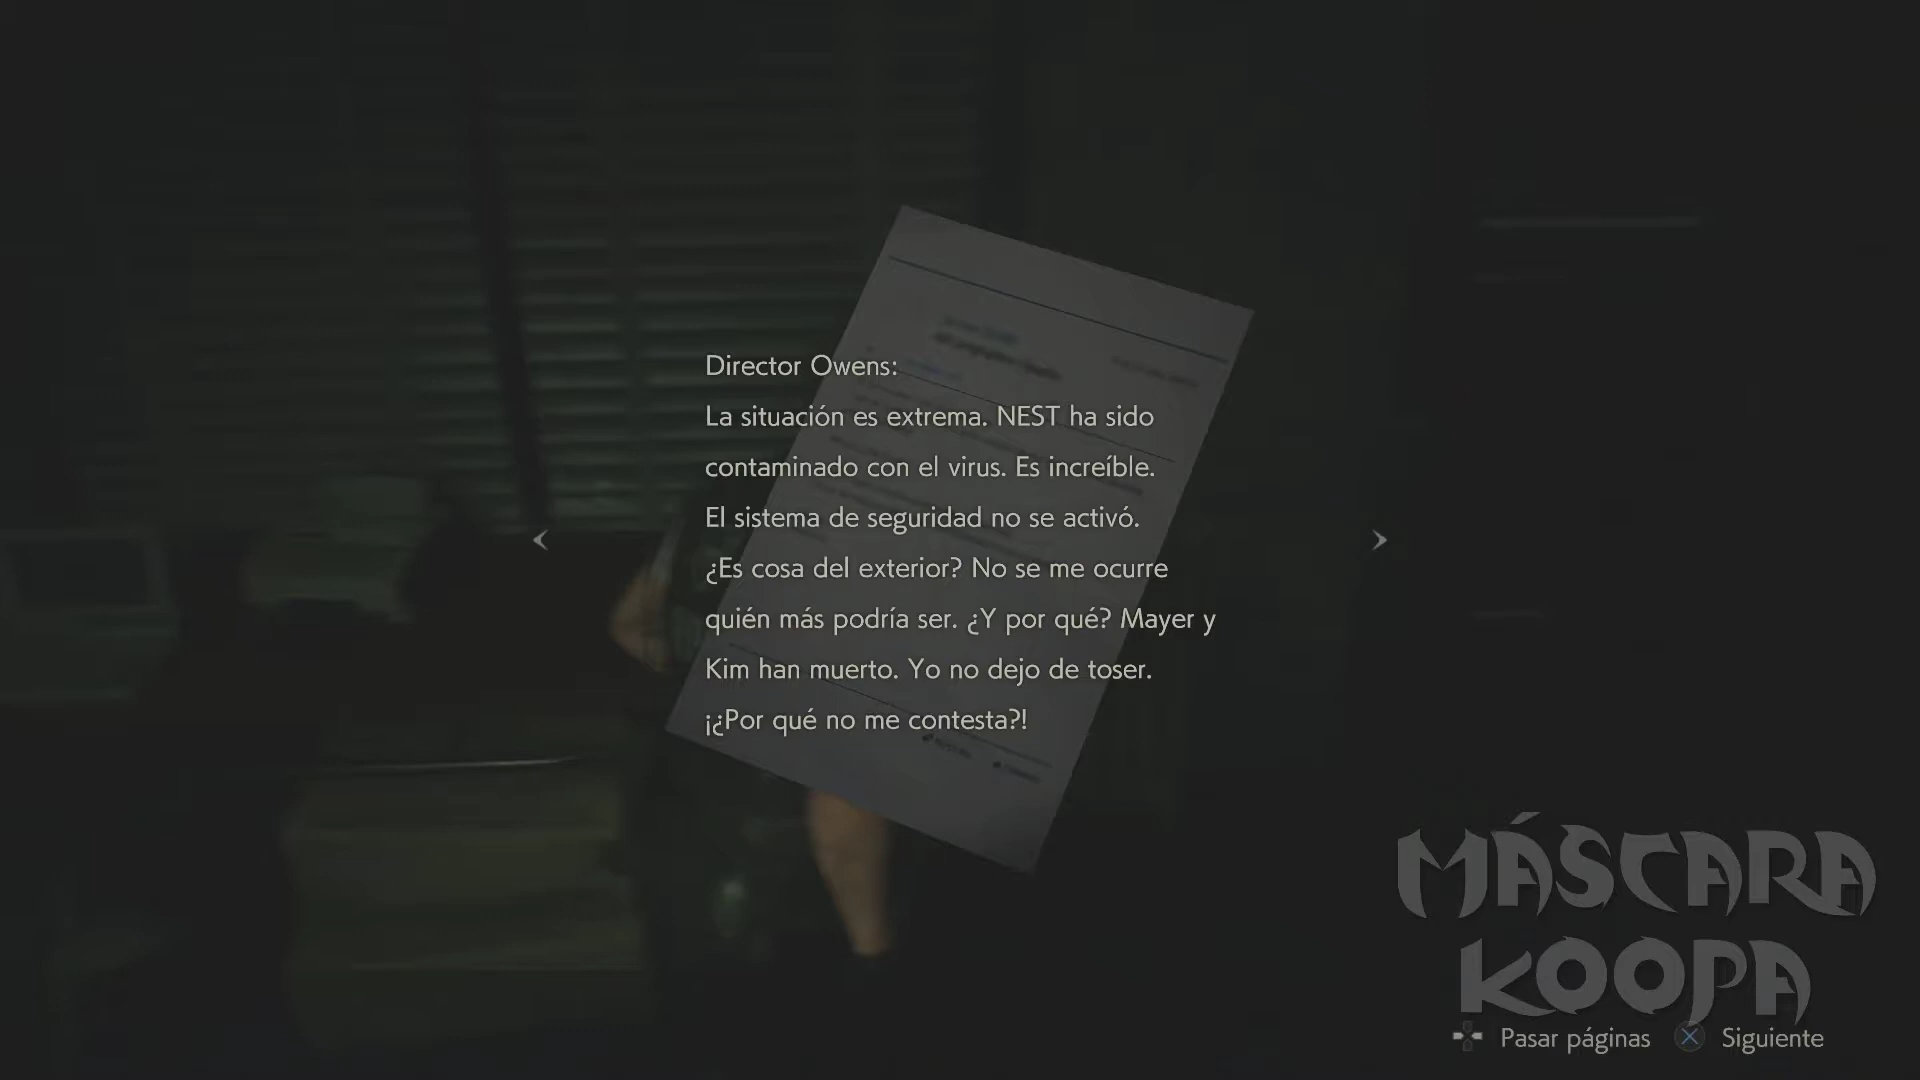 Director Owens:
La situación es extrema. NEST ha sido
contaminado con el virus. Es increíble.
El sistema de seguridad no se activó.
¿Es cosa del exterior? No se me ocurre
quién más podría ser. ¿Y por qué? Mayer y
Kim han muerto. Yo no dejo de toser.
¡¿Por qué no me contesta?!
MÁSCARA
KOOPA
Pasar páginas Siguiente